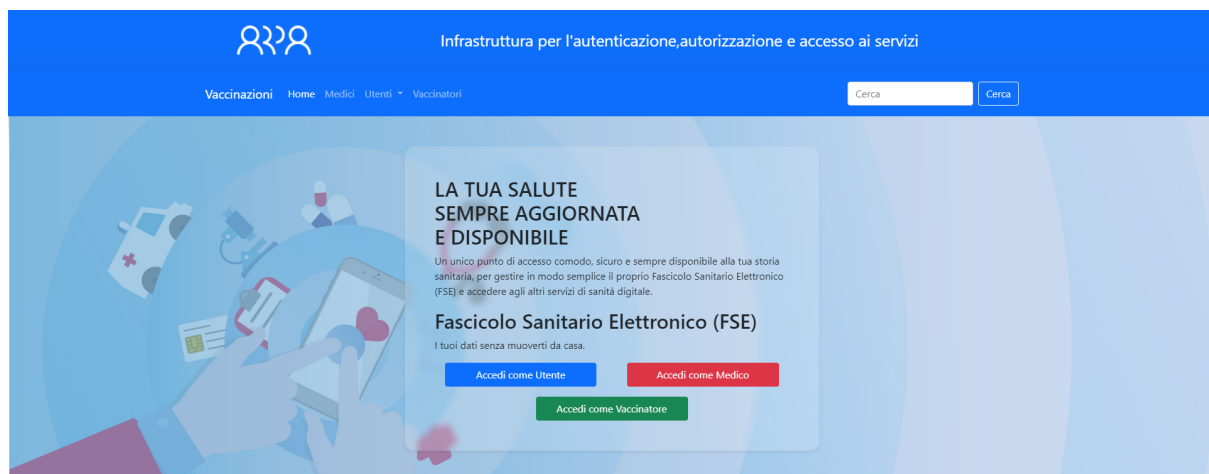 Infrastruttura per l'autenticazione,autorizzazione e accesso ai servizi
Vaccinazioni Home Medici Utenti Vaccinatori Cerca Cerca
LA TUA SALUTE
SEMPRE AGGIORNATA
E DISPONIBILE
Un unico punto di accesso comodo, sicuro e sempre disponibile alla tua storia
sanitaria, per gestire in modo semplice il proprio Fascicolo Sanitario Elettronico
(FSE) e accedere agli altri servizi di sanità digitale.
Fascicolo Sanitario Elettronico (FSE)
I tuoi dati senza muoverti da casa.
Accedi come Utente Accedi come Medico
Accedi come Vaccinatore